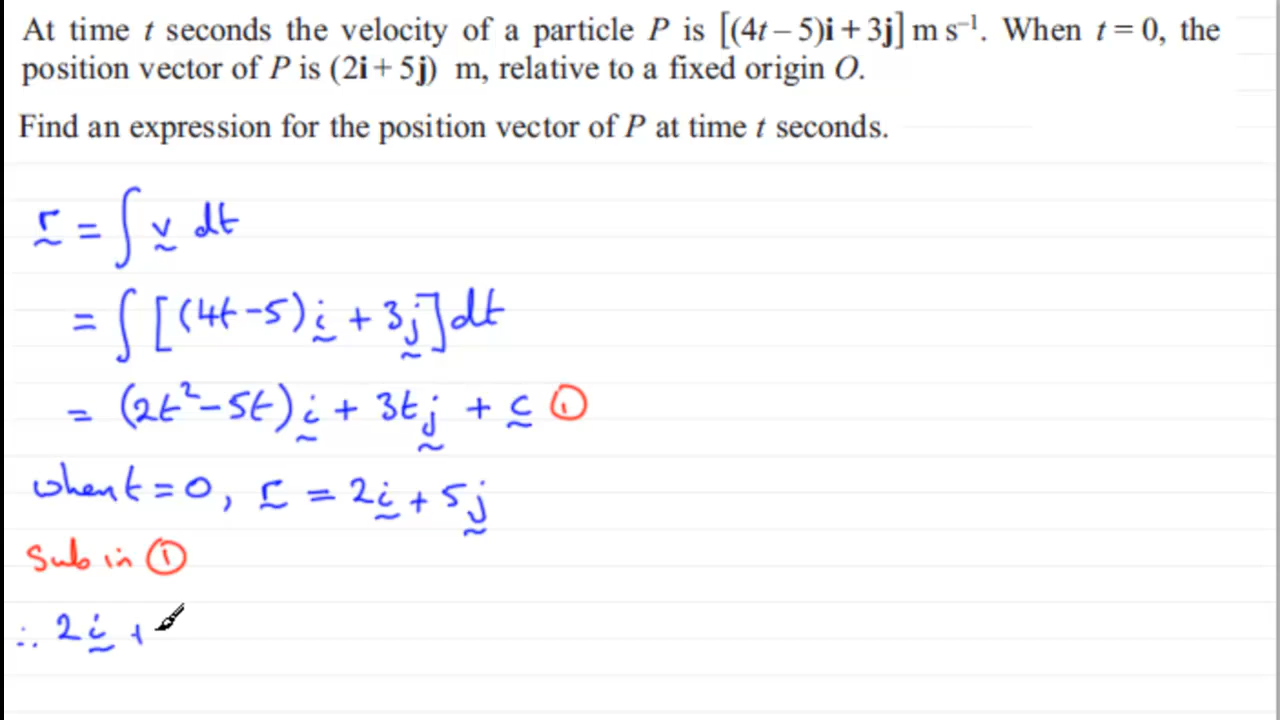 At time t seconds the velocity of a particle P is [(4t – 5)i + 3j] m s⁻¹. When t = 0, the
position vector of P is (2i + 5j) m, relative to a fixed origin O.
Find an expression for the position vector of P at time t seconds.
r = ∫ v dt
= ∫ [(4t - 5) i + 3j] dt
= (2t² - 5t) i + 3t j + c ①
when t = 0, r = 2i + 5j
Sub in ①
∴ 2i +